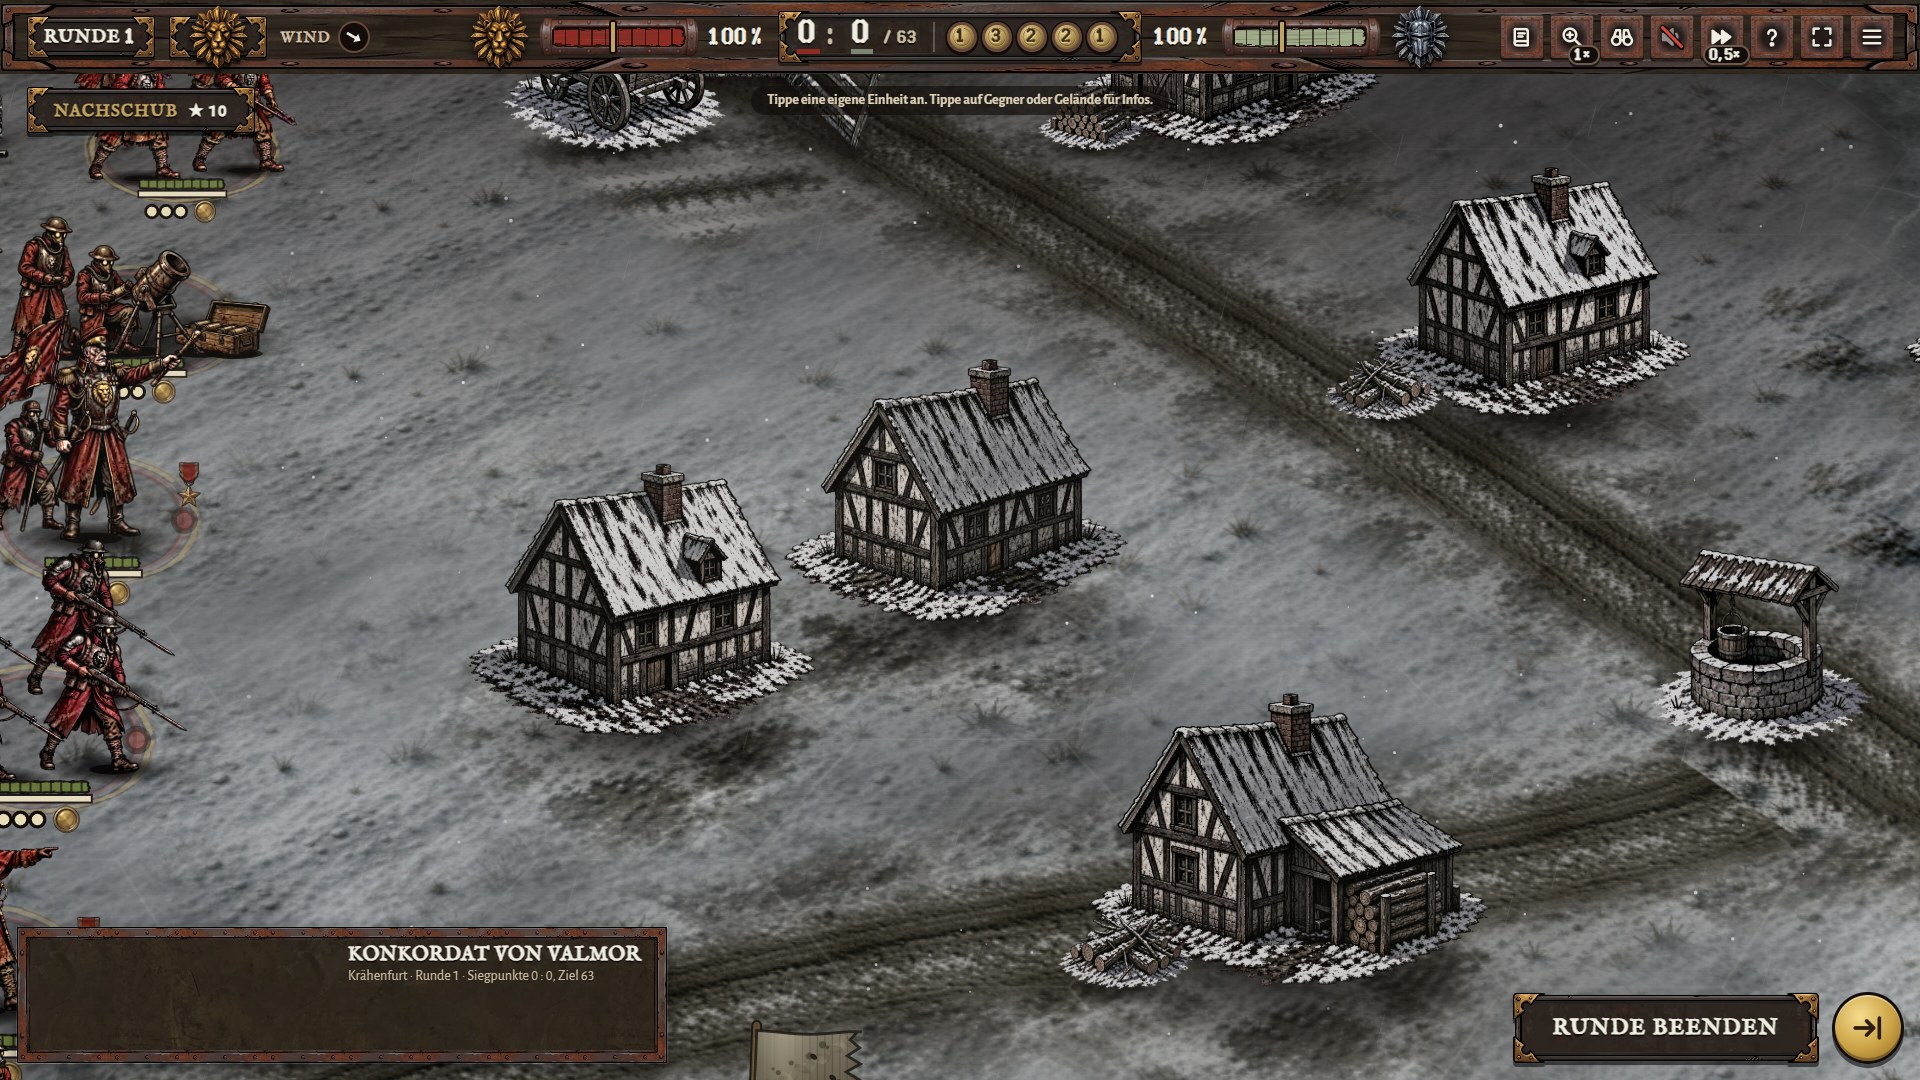 RUNDE 1
WIND
100 %
0 : 0 / 63
1 3 2 2 1
100 %
1×
0,5×
?
NACHSCHUB ★ 10
Tippe eine eigene Einheit an. Tippe auf Gegner oder Gelände für Infos.
KONKORDAT VON VALMOR
Krähenfurt · Runde 1 · Siegpunkte 0 : 0, Ziel 63
RUNDE BEENDEN